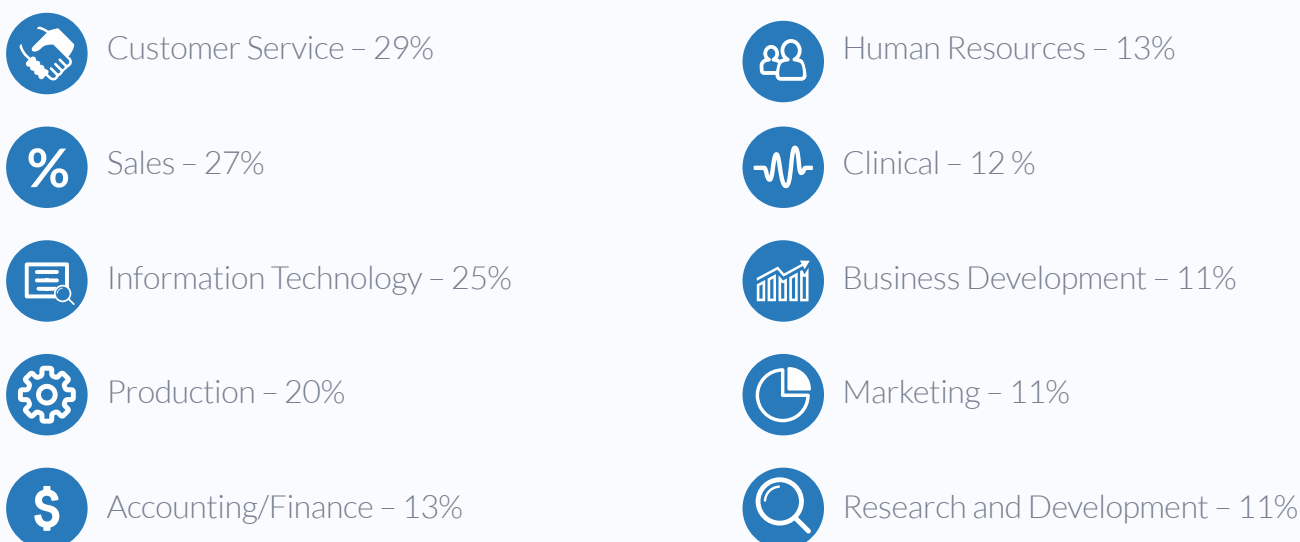 Customer Service – 29%
Sales – 27%
Information Technology – 25%
Production – 20%
Accounting/Finance – 13%
Human Resources – 13%
Clinical – 12 %
Business Development – 11%
Marketing – 11%
Research and Development – 11%